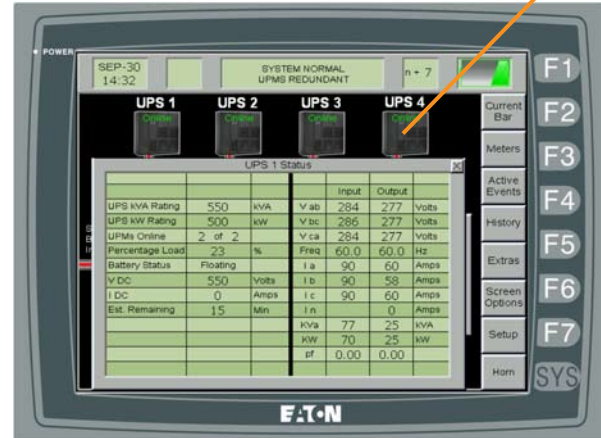 POWER
SEP-30
14:32
SYSTEM NORMAL
UPMS REDUNDANT
n + 7
F1
UPS 1 UPS 2 UPS 3 UPS 4
Online Online Online Online
Current
Bar
F2
Meters
F3
Active
Events
F4
History
Extras
F5
Screen
Options
F6
Setup
F7
Horn
SYS
UPS 1 Status
Input Output
UPS KVA Rating 550 kVA V ab 284 277 Volts
UPS kW Rating 500 kW V bc 286 277 Volts
UPMs Online 2 of 2 V ca 284 277 Volts
Percentage Load 23 % Freq 60.0 60.0 Hz
Battery Status Floating I a 90 60 Amps
V DC 550 Volts I b 90 58 Amps
I DC 0 Amps I c 90 60 Amps
Est. Remaining 15 Min I n 0 Amps
KVa 77 25 kVA
KW 70 25 kW
pf 0.00 0.00
EATON